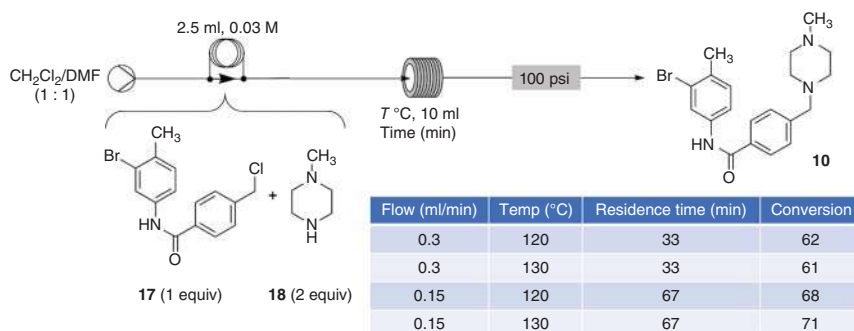 2.5 ml, 0.03 M
CH₂Cl₂/DMF
(1 : 1)
T °C, 10 ml
Time (min)
100 psi
CH₃
Br
Cl
HN
O
17 (1 equiv)
+
CH₃
N
N
H
18 (2 equiv)
CH₃
N
N
CH₃
Br
HN
O
10
Flow (ml/min) Temp (°C) Residence time (min) Conversion
0.3 120 33 62
0.3 130 33 61
0.15 120 67 68
0.15 130 67 71